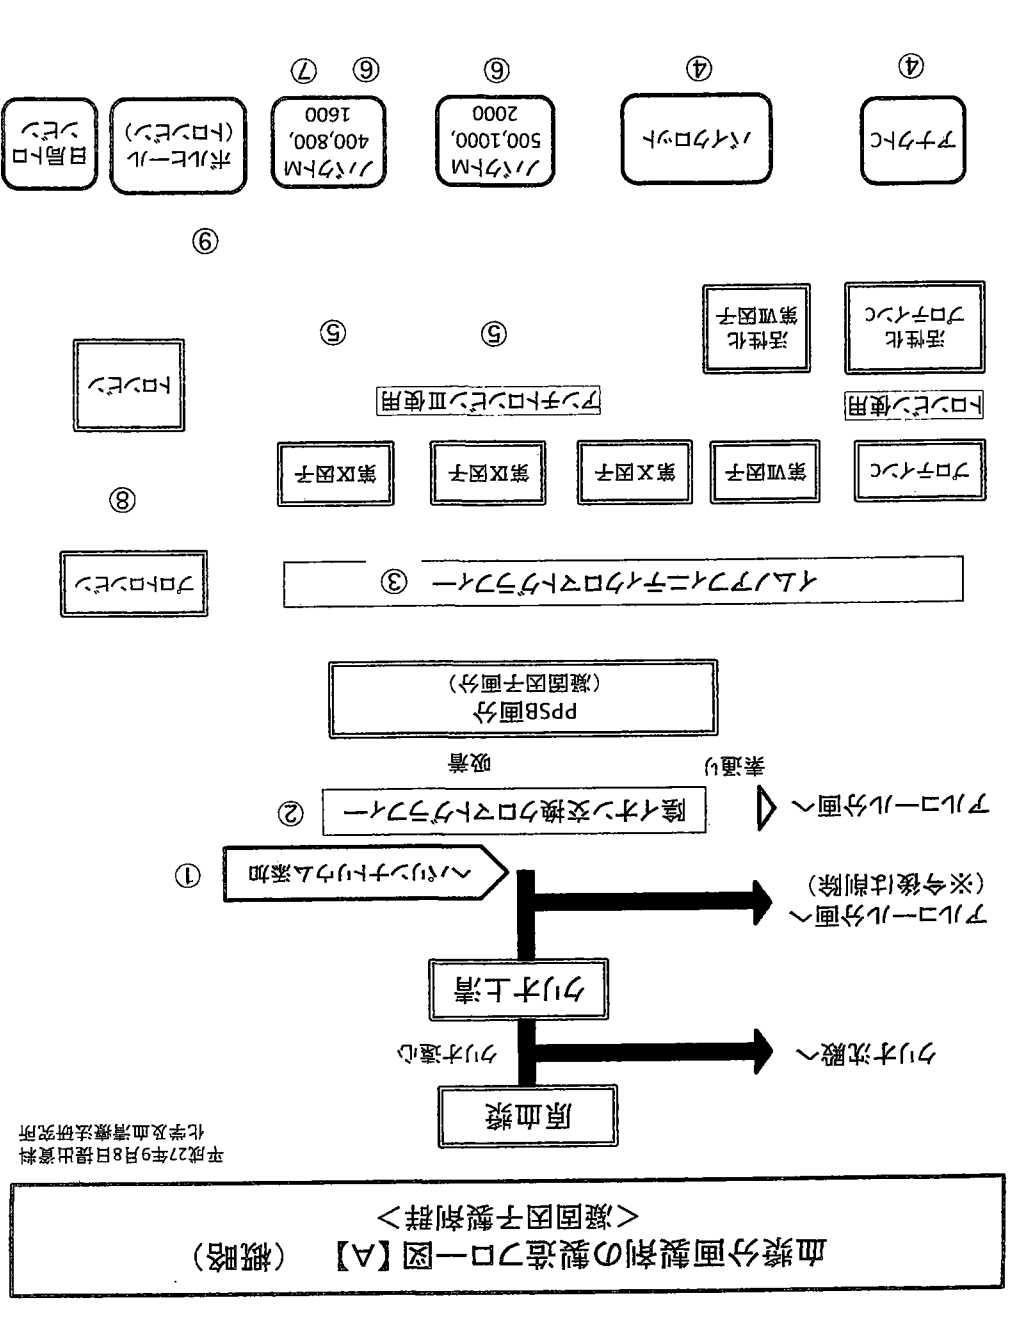 血漿分画製剤の製造フロー図【A】 （概略）
＜凝固因子製剤群＞
平成27年9月8日提出資料
化学及血清療法研究所
原血漿
クリオ沈殿へ
クリオ遠心
クリオ上清
アルコール分画へ
（※今後は削除）
ヘパリンナトリウム添加
①
アルコール分画へ
陰イオン交換クロマトグラフィー
②
素通り
吸着
PPSB画分
（凝固因子画分）
イムノアフィニティクロマトグラフィー
③
プロトロンビン
⑧
プロテインC
第Ⅶ因子
第Ⅹ因子
第Ⅸ因子
第Ⅸ因子
トロンビン使用
アンチトロンビンⅢ使用
トロンビン
活性化
プロテインC
活性化
第Ⅶ因子
⑤
⑤
⑨
アナクトC
バイクロット
ノバクトM
500,1000,
2000
ノバクトM
400,800,
1600
ボルヒール
（トロンビン）
日局トロ
ンビン
④
④
⑥
⑥
⑦